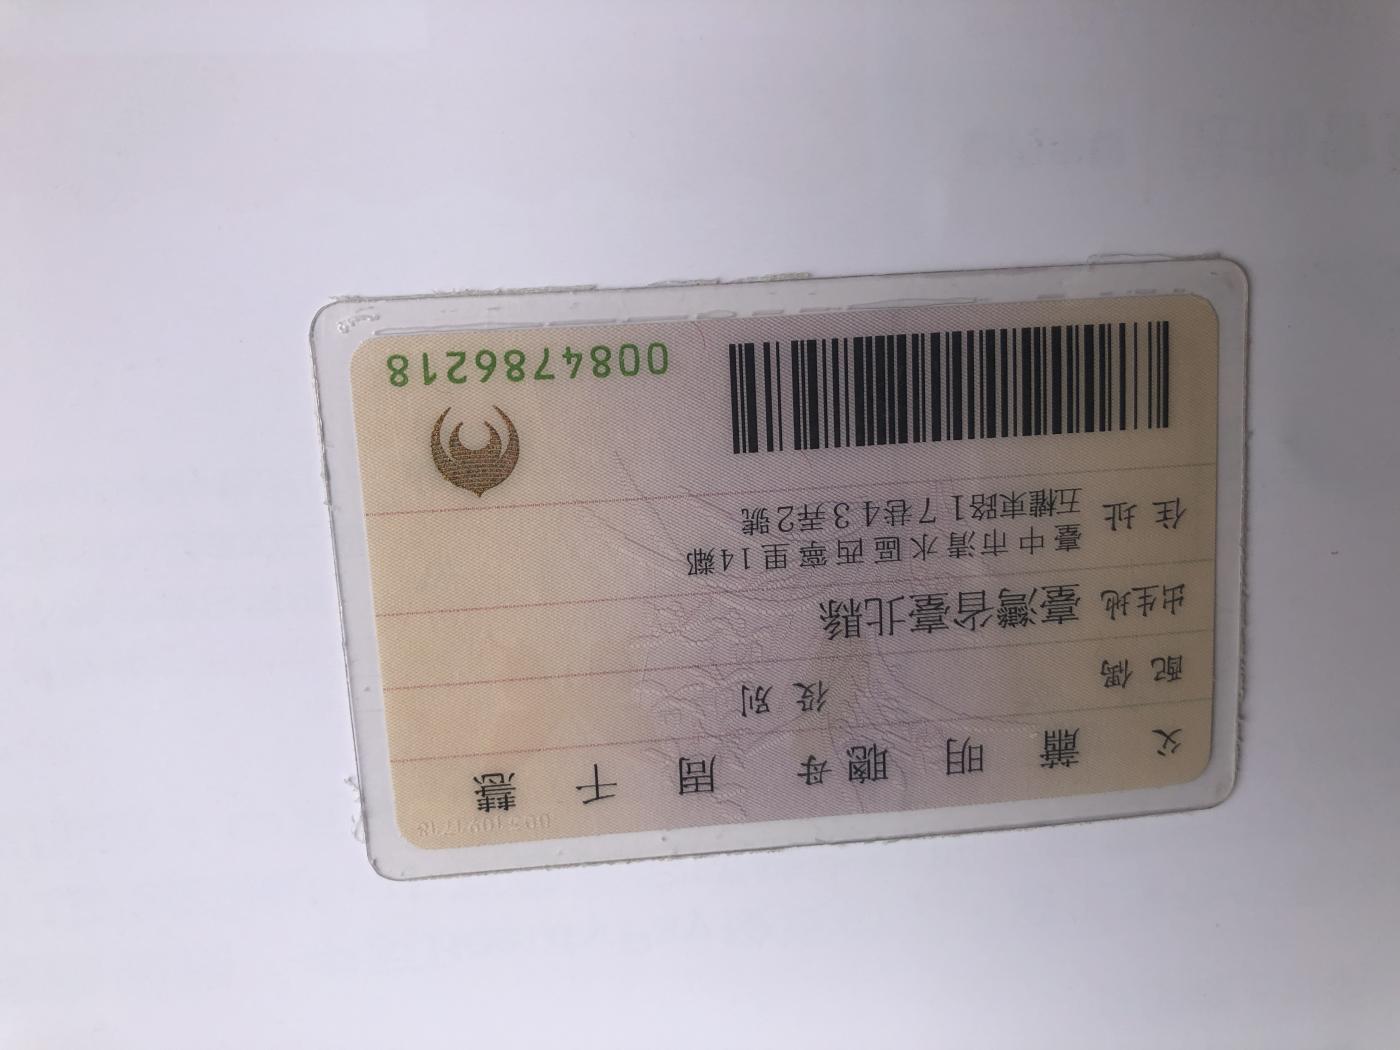 父 蕭明聰 母 周千慧
配偶 役別
出生地 臺灣省臺北縣
住址 臺中市清水區西寧里14鄰
五權東路17巷43弄2號
0084786218